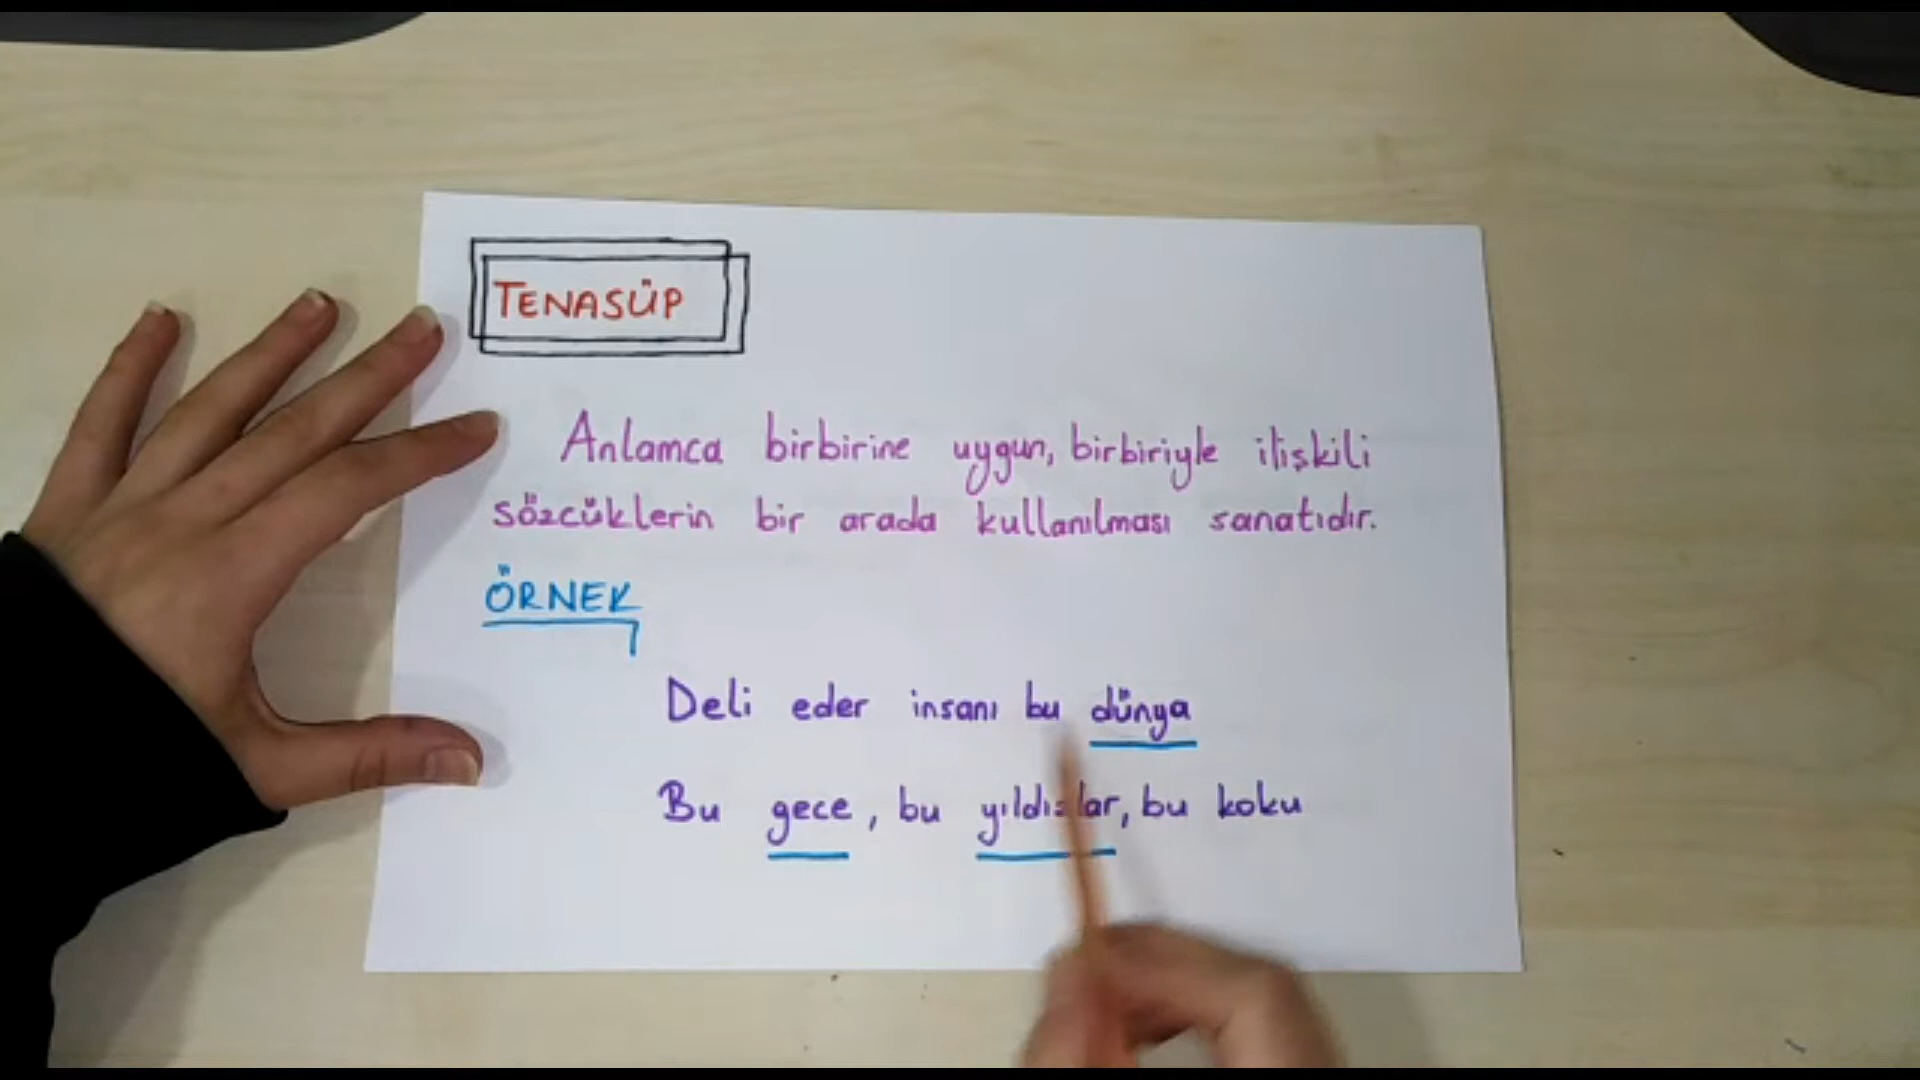 TENASÜP
Anlamca birbirine uygun, birbiriyle ilişkili
sözcüklerin bir arada kullanılması sanatıdır.
ÖRNEK
Deli eder insanı bu dünya
Bu gece, bu yıldızlar, bu koku